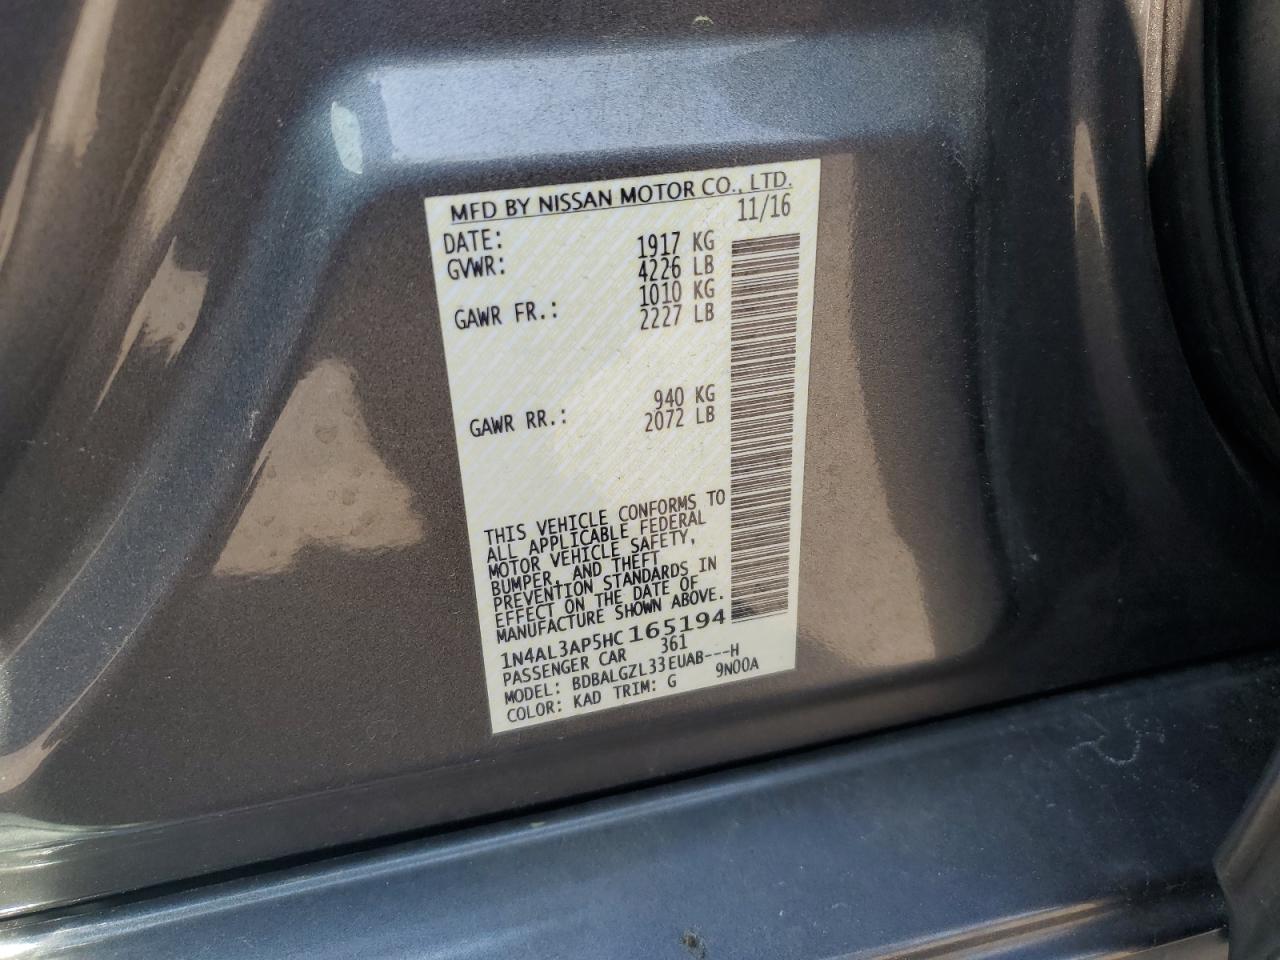 MFD BY NISSAN MOTOR CO., LTD.
DATE: 11/16
GVWR: 1917 KG
4226 LB
GAWR FR.: 1010 KG
2227 LB
GAWR RR.: 940 KG
2072 LB
THIS VEHICLE CONFORMS TO
ALL APPLICABLE FEDERAL
MOTOR VEHICLE SAFETY,
BUMPER, AND THEFT
PREVENTION STANDARDS IN
EFFECT ON THE DATE OF
MANUFACTURE SHOWN ABOVE.
1N4AL3AP5HC165194
PASSENGER CAR 361
MODEL: BDBALGZL33EUAB---H
COLOR: KAD TRIM: G 9N00A